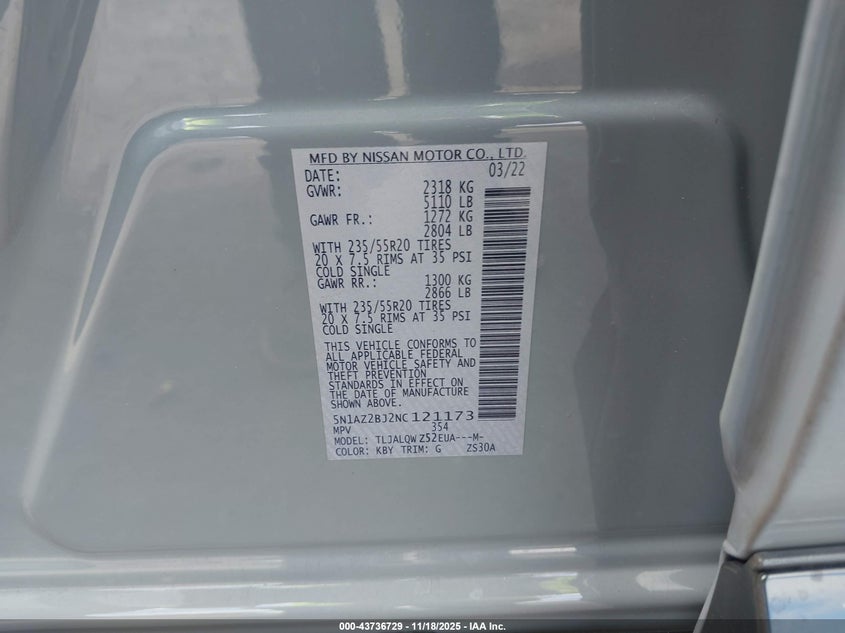 MFD BY NISSAN MOTOR CO., LTD.
DATE: 03/22
GVWR: 2318 KG
5110 LB
GAWR FR.: 1272 KG
2804 LB
WITH 235/55R20 TIRES
20 X 7.5 RIMS AT 35 PSI
COLD SINGLE
GAWR RR.: 1300 KG
2866 LB
WITH 235/55R20 TIRES
20 X 7.5 RIMS AT 35 PSI
COLD SINGLE
THIS VEHICLE CONFORMS TO
ALL APPLICABLE FEDERAL
MOTOR VEHICLE SAFETY AND
THEFT PREVENTION
STANDARDS IN EFFECT ON
THE DATE OF MANUFACTURE
SHOWN ABOVE.
5N1AZ2BJ2NC121173
MPV 354
MODEL: TLJALQW Z52EUA---M-
COLOR: KBY TRIM: G ZS30A
000-43736729 — 11/18/2025 — IAA Inc.